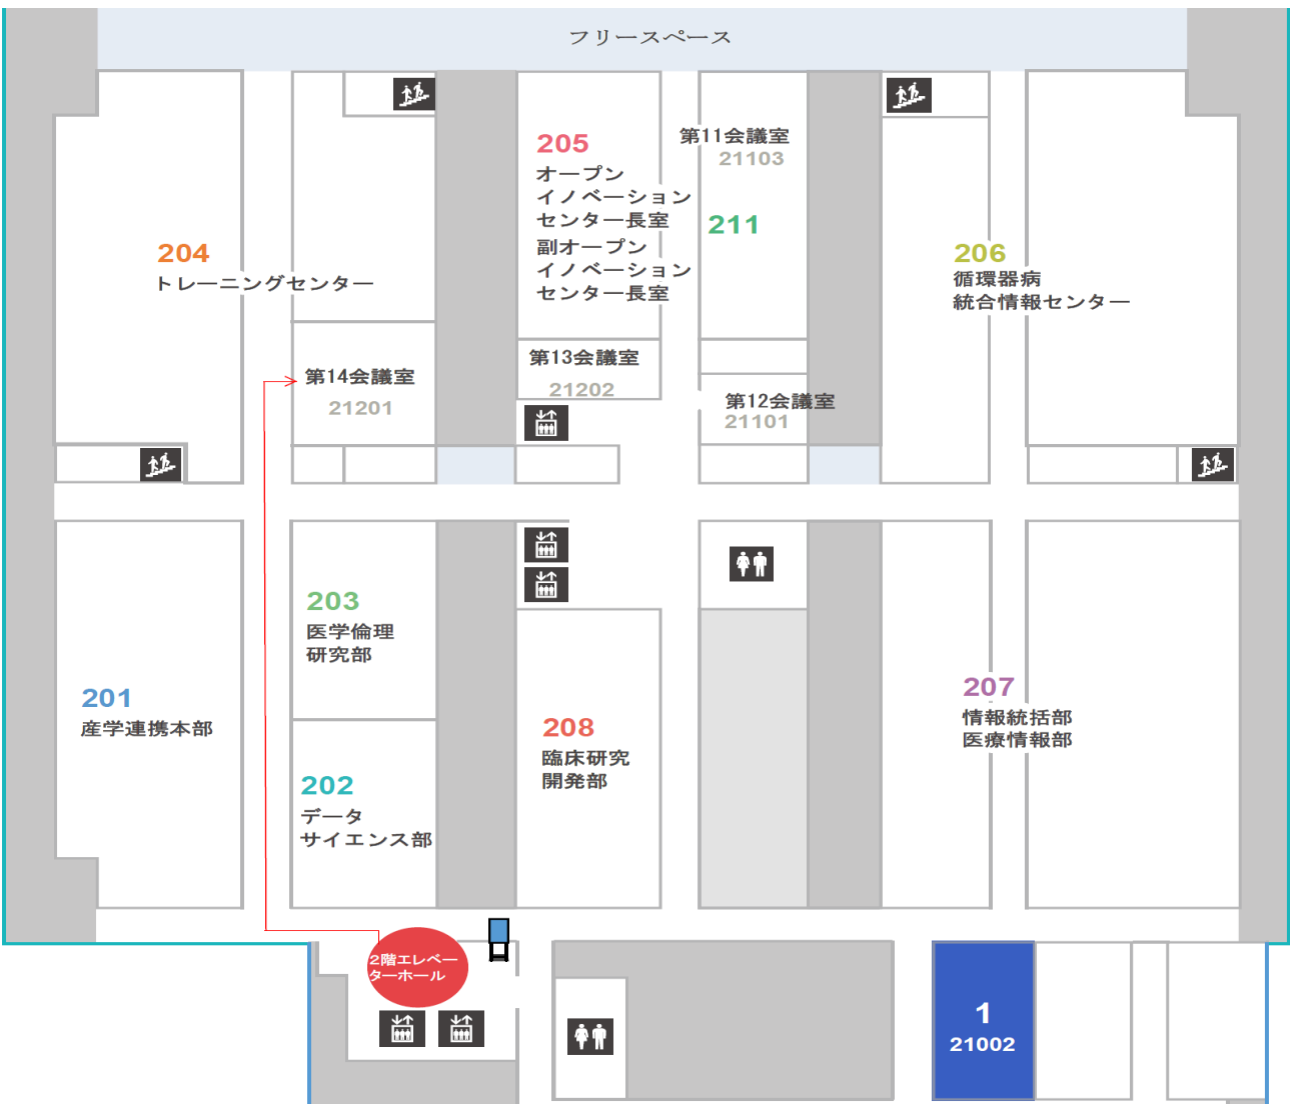 フリースペース
204
トレーニングセンター
第14会議室
21201
205
オープン
イノベーション
センター長室
副オープン
イノベーション
センター長室
第13会議室
21202
第11会議室
21103
211
第12会議室
21101
206
循環器病
統合情報センター
201
産学連携本部
203
医学倫理
研究部
202
データ
サイエンス部
208
臨床研究
開発部
207
情報統括部
医療情報部
2階エレベー
ターホール
1
21002